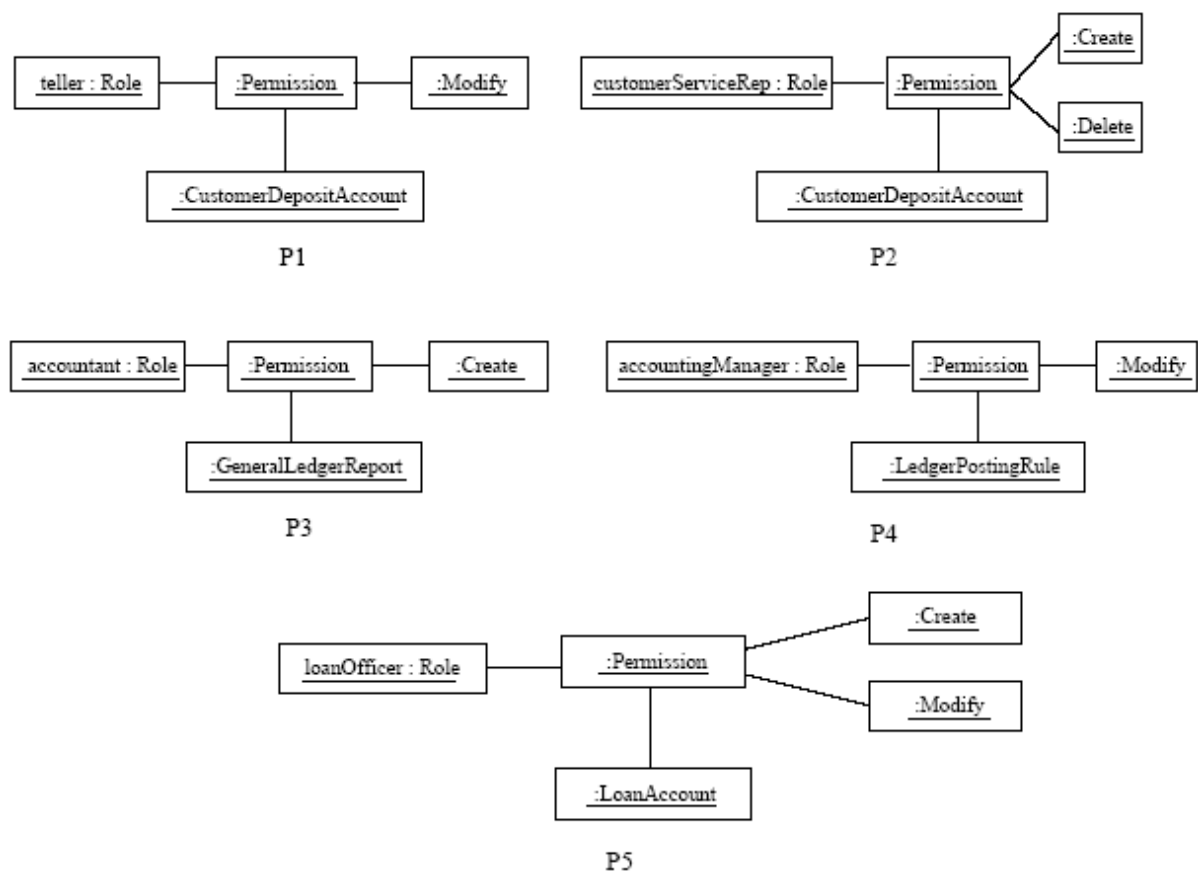 teller : Role
:Permission
:Modify
:CustomerDepositAccount
P1
customerServiceRep : Role
:Permission
:Create
:Delete
:CustomerDepositAccount
P2
accountant : Role
:Permission
:Create
:GeneralLedgerReport
P3
accountingManager : Role
:Permission
:Modify
:LedgerPostingRule
P4
loanOfficer : Role
:Permission
:Create
:Modify
:LoanAccount
P5